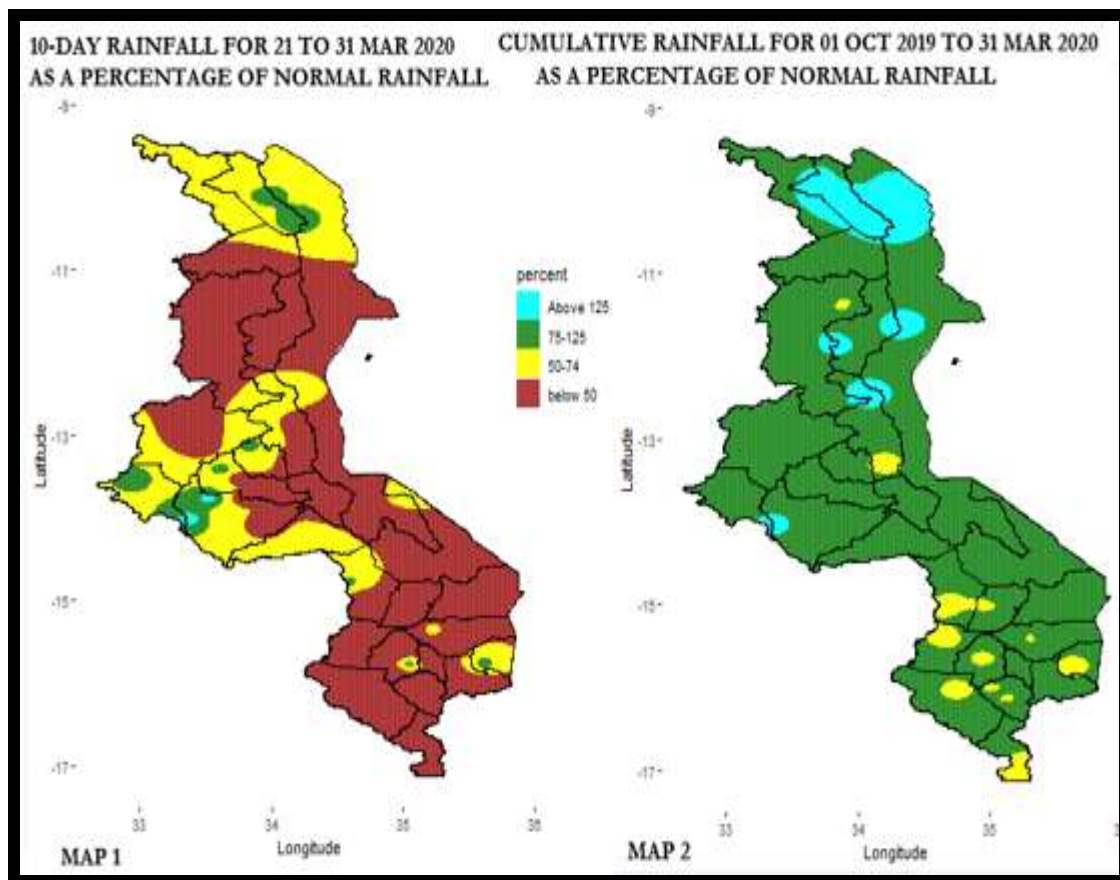 10-DAY RAINFALL FOR 21 TO 31 MAR 2020
AS A PERCENTAGE OF NORMAL RAINFALL
CUMULATIVE RAINFALL FOR 01 OCT 2019 TO 31 MAR 2020
AS A PERCENTAGE OF NORMAL RAINFALL
-9
-11
-13
-15
-17
Latitude
33
34
35
36
Longitude
MAP 1
percent
Above 125
75-125
50-74
below 50
-9
-11
-13
-15
-17
Latitude
33
34
35
Longitude
MAP 2